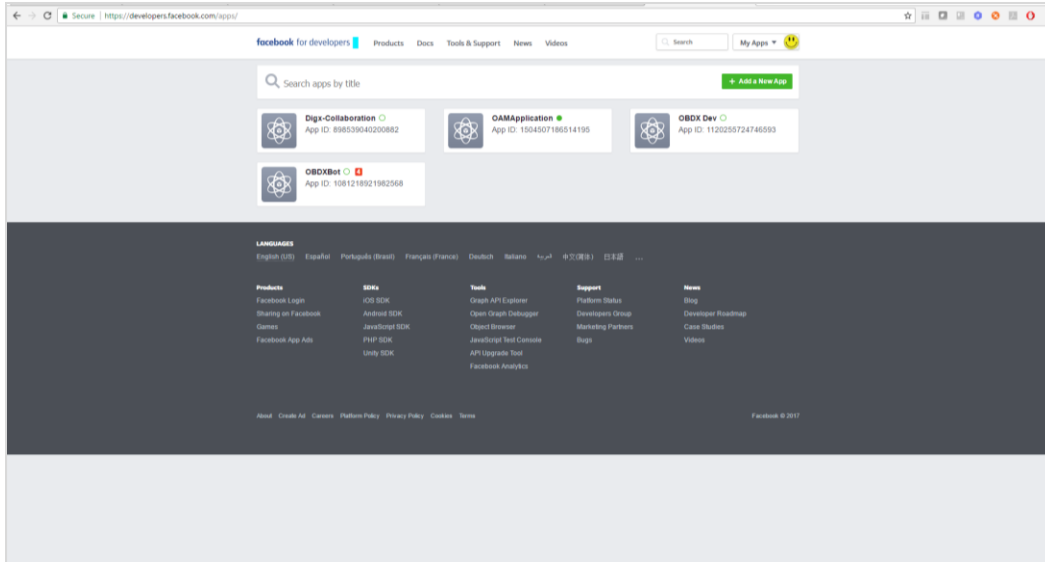 Secure | https://developers.facebook.com/apps/
facebook for developers Products Docs Tools & Support News Videos Search My Apps
Search apps by title + Add a New App
Digx-Collaboration OAMApplication OBDX Dev
App ID: 898539040200882 App ID: 1504507186514195 App ID: 1120255724746593
OBDXBot 4
App ID: 1081218921982568
LANGUAGES
English (US) Español Português (Brasil) Français (France) Deutsch Italiano العربية 中文(简体) 日本語 ...
Products SDKs Tools Support News
Facebook Login iOS SDK Graph API Explorer Platform Status Blog
Sharing on Facebook Android SDK Open Graph Debugger Developers Group Developer Roadmap
Games JavaScript SDK Object Browser Marketing Partners Case Studies
Facebook App Ads PHP SDK JavaScript Test Console Bugs Videos
Unity SDK API Upgrade Tool
Facebook Analytics
About Create Ad Careers Platform Policy Privacy Policy Cookies Terms Facebook © 2017